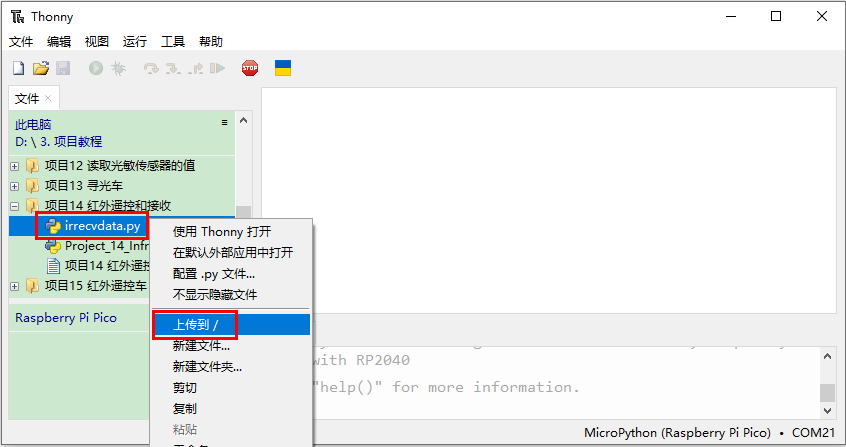 Thonny
文件 编辑 视图 运行 工具 帮助
STOP
文件
此电脑
D: \ 3. 项目教程
项目12 读取光敏传感器的值
项目13 寻光车
项目14 红外遥控和接收
irrecvdata.py
Project_14_Infr
项目14 红外遥控
项目15 红外遥控车
Raspberry Pi Pico
使用 Thonny 打开
在默认外部应用中打开
配置 .py 文件...
不显示隐藏文件
上传到 /
新建文件...
新建文件夹...
剪切
复制
粘贴
with RP2040
"help()" for more information.
MicroPython (Raspberry Pi Pico) • COM21